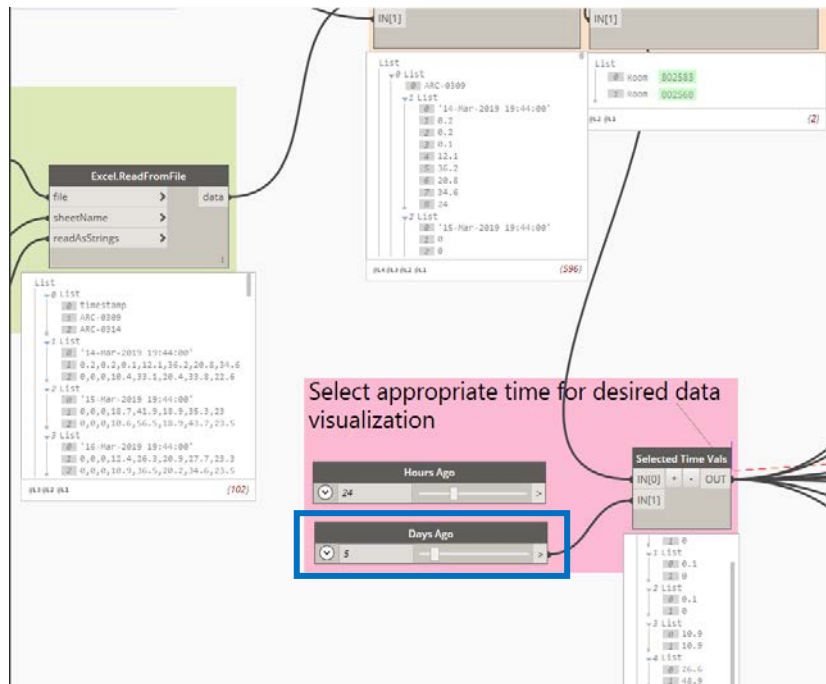 IN[1]
IN[1]
List
0 List
0 ARC-0309
1 List
0 '14-Mar-2019 19:44:00'
1 0.2
2 0.2
3 0.1
4 12.1
5 36.2
6 20.8
7 34.6
8 24
2 List
0 '15-Mar-2019 19:44:00'
1 0
2 0
@L4 @L3 @L2 @L1 {596}
List
0 Room 802583
1 Room 802560
@L2 @L1 {2}
Excel.ReadFromFile
file > data
sheetName >
readAsStrings >
List
0 List
0 timestamp
1 ARC-0309
2 ARC-0314
1 List
0 '14-Mar-2019 19:44:00'
1 0.2,0.2,0.1,12.1,36.2,20.8,34.6
2 0,0,0,10.4,33.1,20.4,33.8,22.6
2 List
0 '15-Mar-2019 19:44:00'
1 0,0,0,18.7,41.9,18.9,35.3,23
2 0,0,0,10.6,56.5,18.9,43.7,23.5
3 List
0 '16-Mar-2019 19:44:00'
1 0,0,0,12.4,26.3,20.9,27.7,23.3
2 0,0,0,10.9,36.5,20.2,34.6,23.5
@L3 @L2 @L1 {102}
Select appropriate time for desired data
visualization
Hours Ago
24 >
Days Ago
5 >
Selected Time Vals
IN[0] + - OUT
IN[1]
1 0
1 List
0 0.1
1 0
2 List
0 0.1
1 0
3 List
0 10.9
1 10.9
4 List
0 26.6
1 48.9